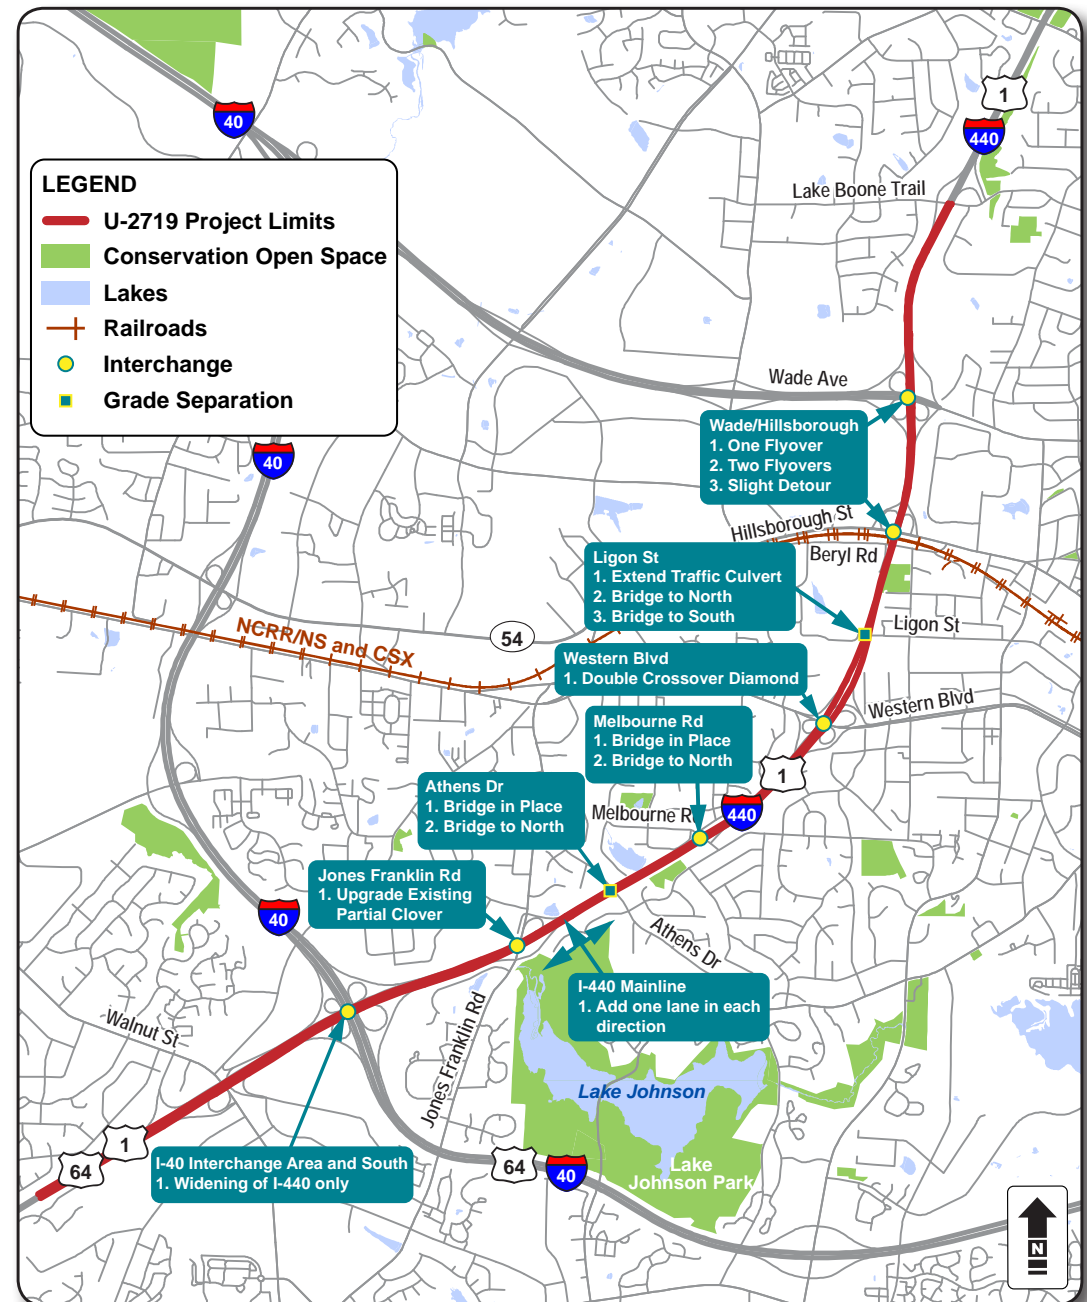 1
440
40
Lake Boone Trail
LEGEND
U-2719 Project Limits
Conservation Open Space
Lakes
Railroads
Interchange
Grade Separation
Wade Ave
40
Wade/Hillsborough
1. One Flyover
2. Two Flyovers
3. Slight Detour
Hillsborough St
Beryl Rd
Ligon St
1. Extend Traffic Culvert
2. Bridge to North
3. Bridge to South
Ligon St
NCRR/NS and CSX
54
Western Blvd
1. Double Crossover Diamond
Western Blvd
Melbourne Rd
1. Bridge in Place
2. Bridge to North
1
440
Athens Dr
1. Bridge in Place
2. Bridge to North
Melbourne R
Jones Franklin Rd
1. Upgrade Existing
Partial Clover
40
Athens Dr
I-440 Mainline
1. Add one lane in each
direction
Walnut St
Jones Franklin Rd
Lake Johnson
1
64
I-40 Interchange Area and South
1. Widening of I-440 only
64
40
Lake
Johnson Park
N